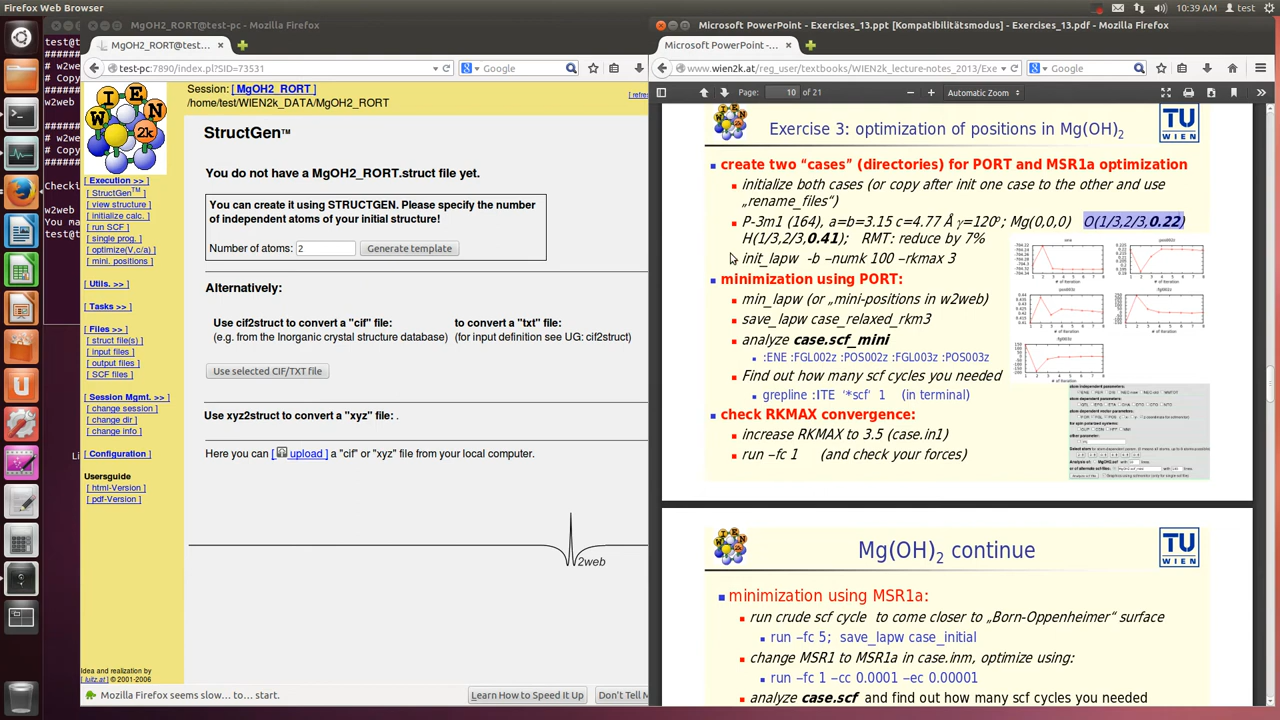 Firefox Web Browser
10:39 AM
test
MgOH2_RORT@test-pc - Mozilla Firefox
MgOH2_RORT@test...
test-pc:7890/index.pl?SID=73531
Google
WIEN
2k
Session: [ MgOH2_RORT ]
/home/test/WIEN2k_DATA/MgOH2_RORT
StructGen™
You do not have a MgOH2_RORT.struct file yet.
You can create it using STRUCTGEN. Please specify the number
of independent atoms of your initial structure!
Number of atoms: 2
Generate template
Alternatively:
Use cif2struct to convert a "cif" file:
to convert a "txt" file:
(e.g. from the Inorganic crystal structure database)
(for input definition see UG: cif2struct)
Use selected CIF/TXT file
Use xyz2struct to convert a "xyz" file: .
Here you can [ upload ] a "cif" or "xyz" file from your local computer.
2web
[ Execution >> ]
[ StructGen™ ]
[ view structure ]
[ initialize calc. ]
[ run SCF ]
[ single prog. ]
[ optimize(V,c/a) ]
[ mini. positions ]
[ Utils. >> ]
[ Tasks >> ]
[ Files >> ]
[ struct file(s) ]
[ input files ]
[ output files ]
[ SCF files ]
[ Session Mgmt. >> ]
[ change session ]
[ change dir ]
[ change info ]
[ Configuration ]
Usersguide
[ html-Version ]
[ pdf-Version ]
Idea and realization by
[ luitz.at ] © 2001-2006
Mozilla Firefox seems slow... to... start.
Learn How to Speed It Up
Don't Tell M
Microsoft PowerPoint - Exercises_13.ppt [Kompatibilitätsmodus] - Exercises_13.pdf - Mozilla Firefox
Microsoft PowerPoint -...
www.wien2k.at/reg_user/textbooks/WIEN2k_lecture-notes_2013/Exe
Google
Page: 10 of 21
Automatic Zoom
Exercise 3: optimization of positions in Mg(OH)2
TU
WIEN
create two "cases" (directories) for PORT and MSR1a optimization
initialize both cases (or copy after init one case to the other and use
„rename_files")
P-3m1 (164), a=b=3.15 c=4.77 Å γ=120°; Mg(0,0,0) O(1/3,2/3,0.22)
H(1/3,2/3,0.41); RMT: reduce by 7%
init_lapw -b -numk 100 -rkmax 3
minimization using PORT:
min_lapw (or „mini-positions in w2web)
save_lapw case_relaxed_rkm3
analyze case.scf_mini
:ENE :FGL002z :POS002z :FGL003z :POS003z
Find out how many scf cycles you needed
grepline :ITE '*scf' 1 (in terminal)
check RKMAX convergence:
increase RKMAX to 3.5 (case.in1)
run -fc 1 (and check your forces)
Mg(OH)2 continue
TU
WIEN
minimization using MSR1a:
run crude scf cycle to come closer to „Born-Oppenheimer" surface
run -fc 5; save_lapw case_initial
change MSR1 to MSR1a in case.inm, optimize using:
run -fc 1 -cc 0.0001 -ec 0.00001
analyze case.scf and find out how many scf cycles you needed